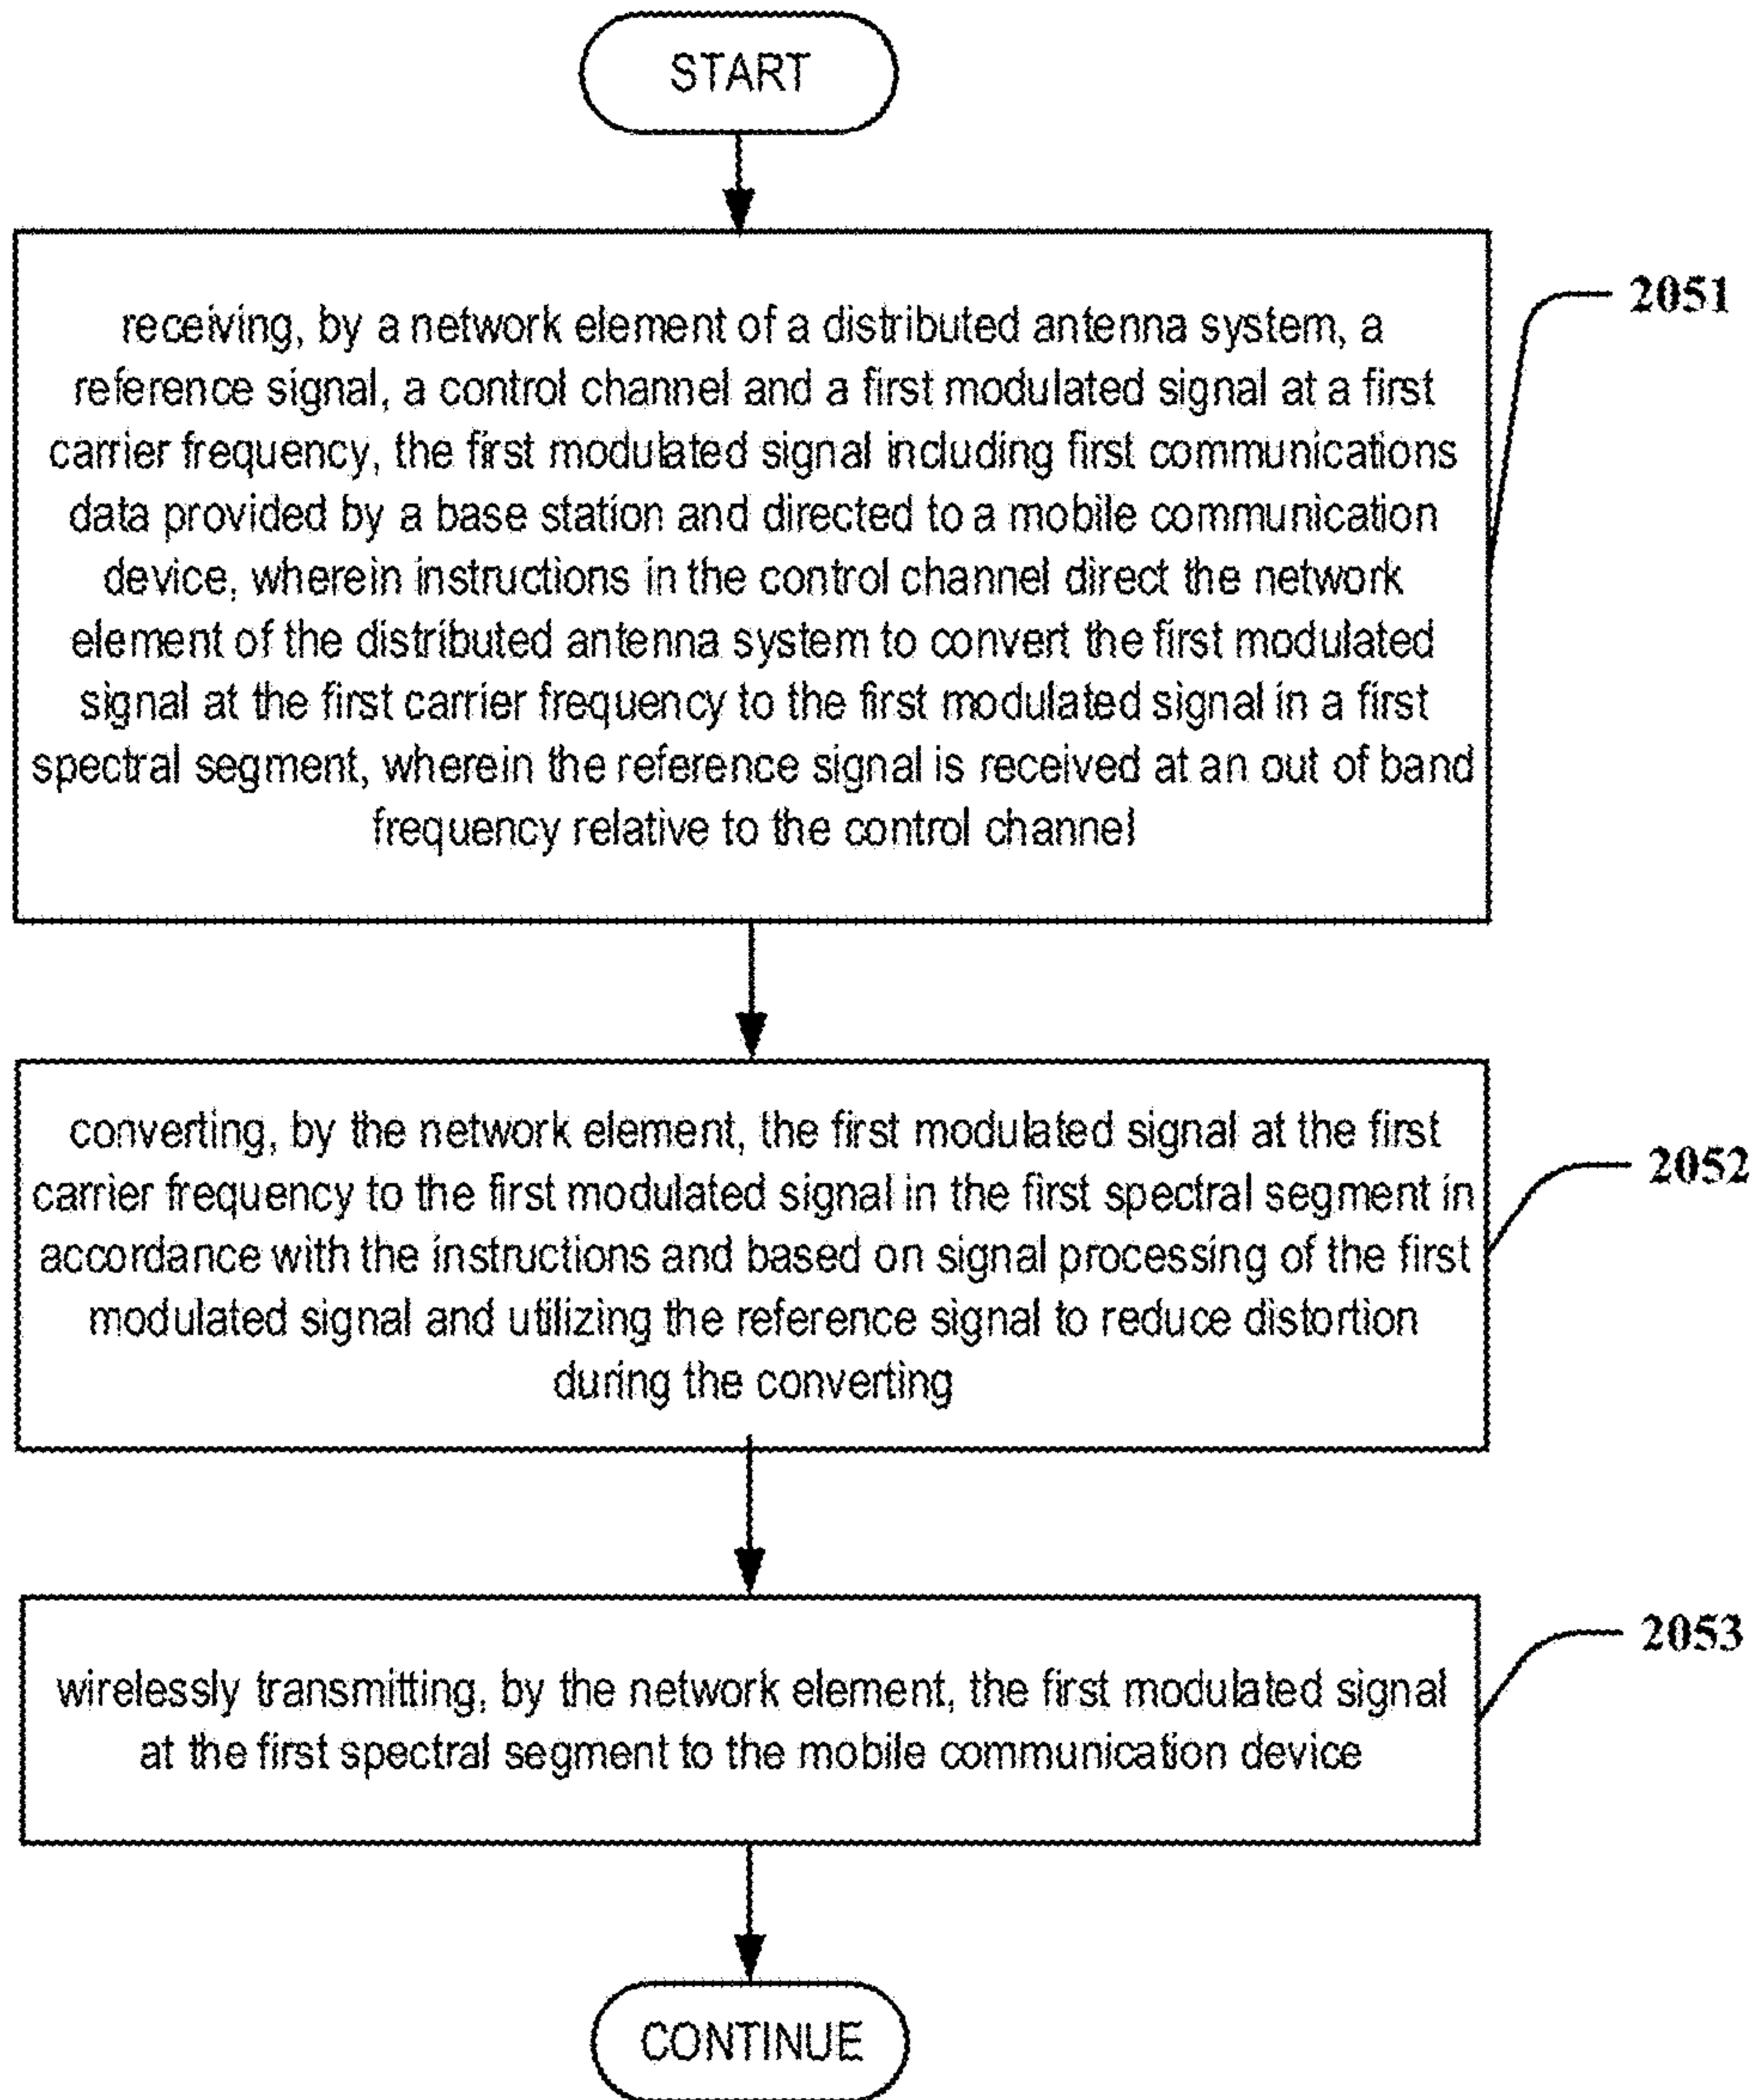 START
receiving, by a network element of a distributed antenna system, a
reference signal, a control channel and a first modulated signal at a first
carrier frequency, the first modulated signal including first communications
data provided by a base station and directed to a mobile communication
device, wherein instructions in the control channel direct the network
element of the distributed antenna system to convert the first modulated
signal at the first carrier frequency to the first modulated signal in a first
spectral segment, wherein the reference signal is received at an out of band
frequency relative to the control channel
2051
converting, by the network element, the first modulated signal at the first
carrier frequency to the first modulated signal in the first spectral segment in
accordance with the instructions and based on signal processing of the first
modulated signal and utilizing the reference signal to reduce distortion
during the converting
2052
wirelessly transmitting, by the network element, the first modulated signal
at the first spectral segment to the mobile communication device
2053
CONTINUE